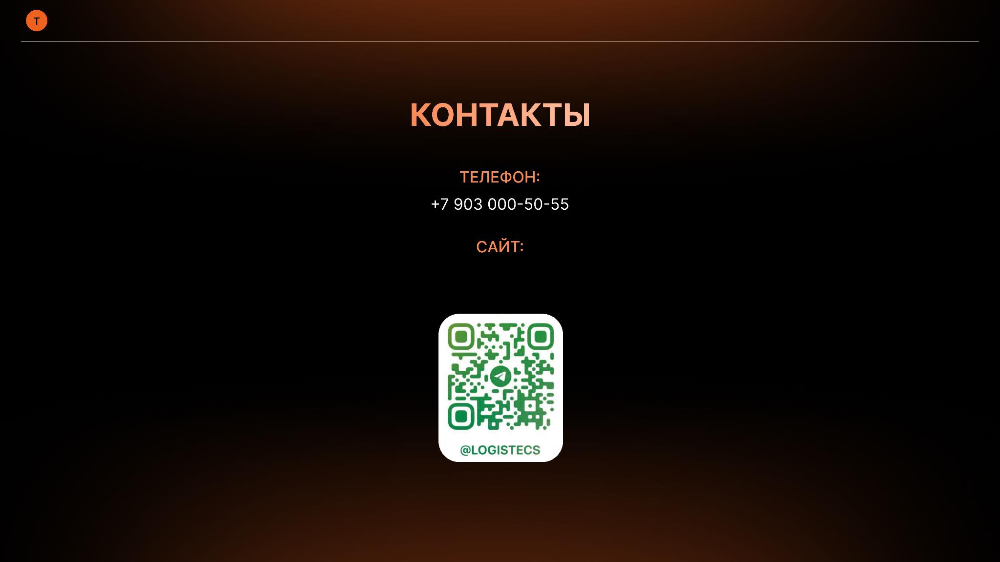 T
КОНТАКТЫ
ТЕЛЕФОН:
+7 903 000-50-55
САЙТ:
@LOGISTECS